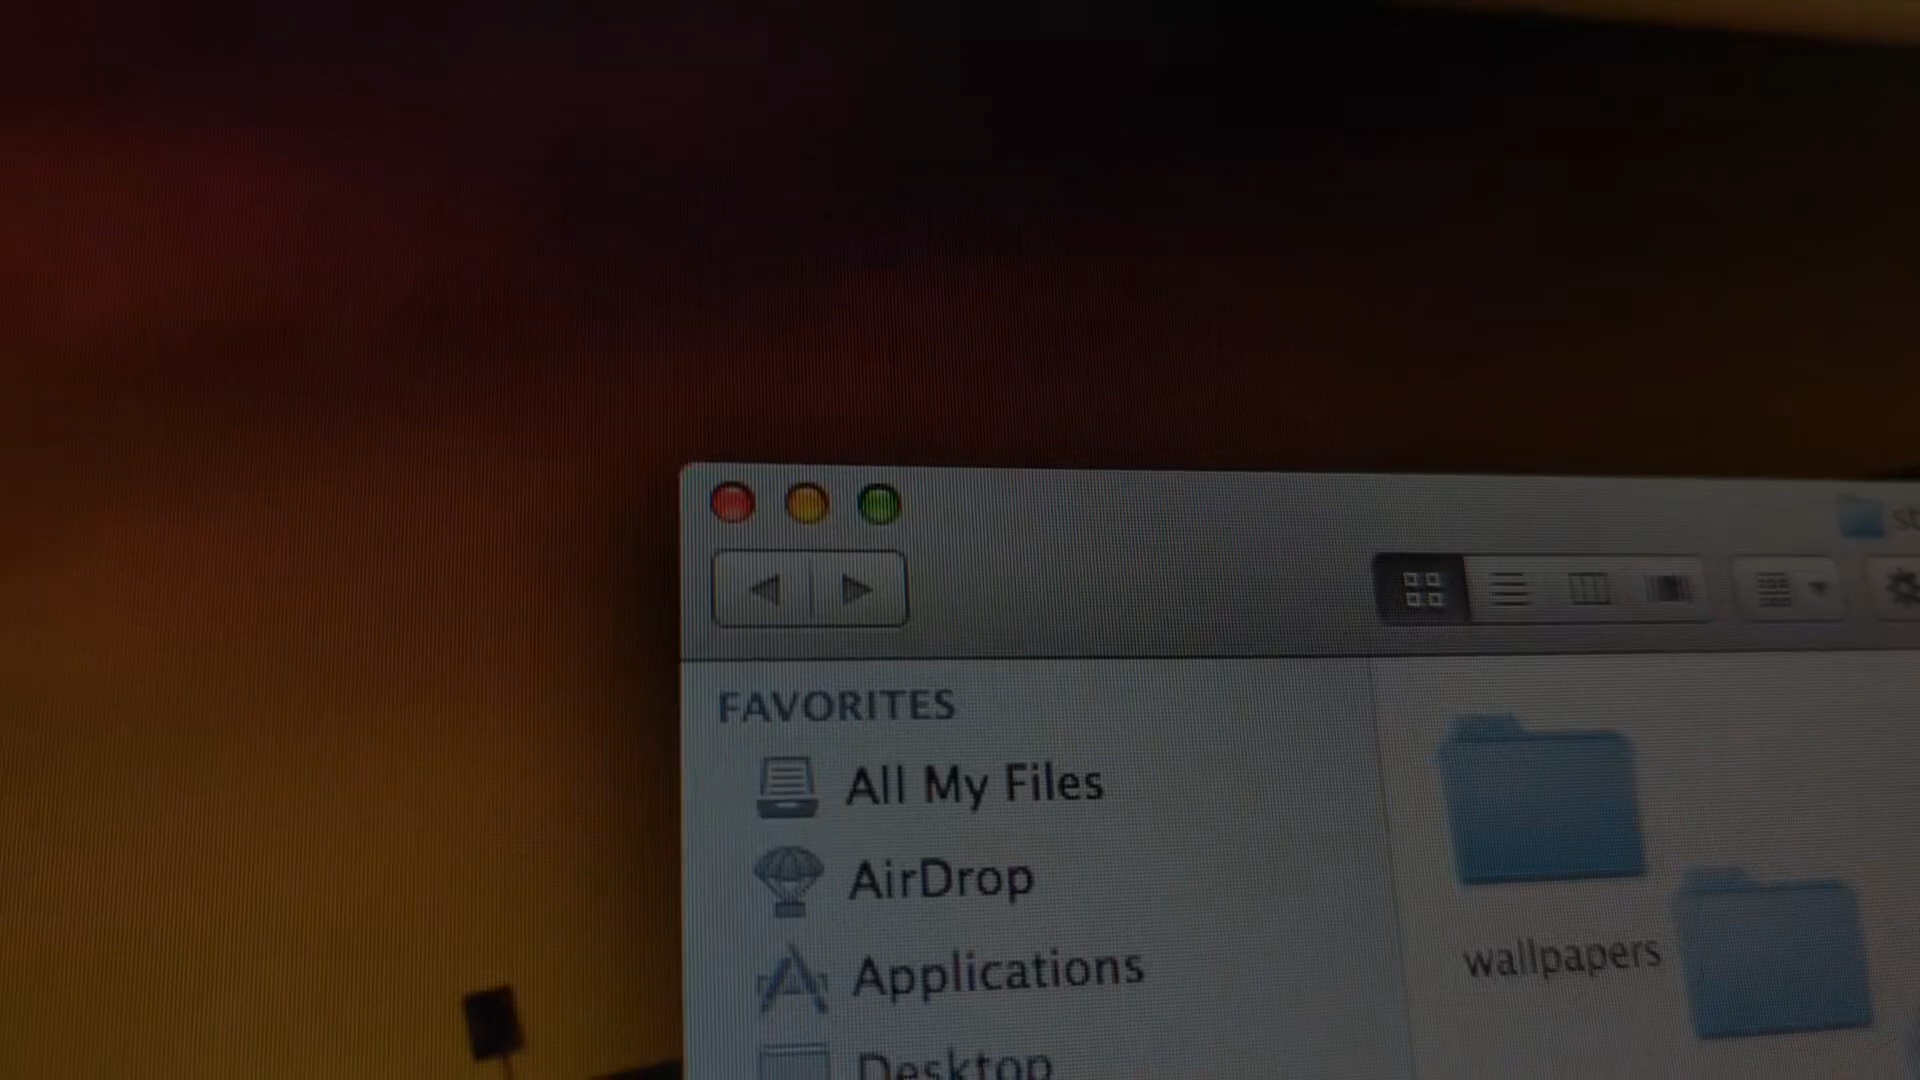 FAVORITES
All My Files
AirDrop
Applications
Desktop
wallpapers